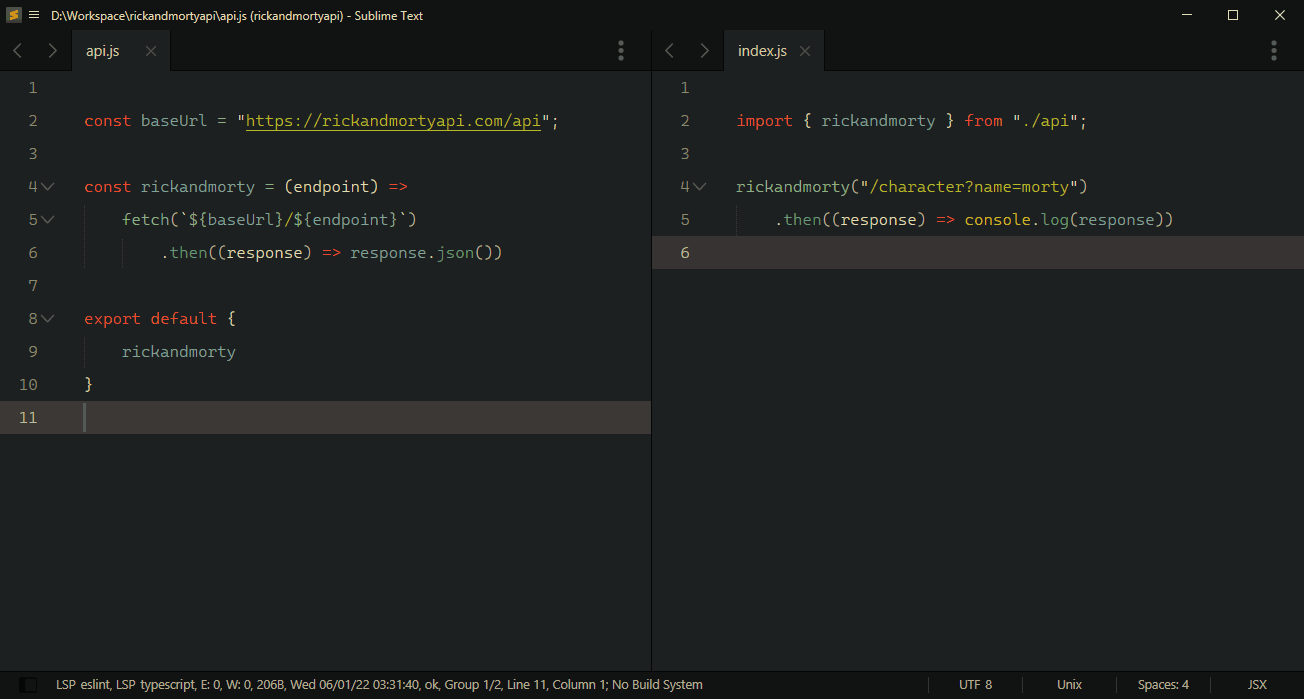 D:\Workspace\rickandmortyapi\api.js (rickandmortyapi) - Sublime Text
api.js
1
2 const baseUrl = "https://rickandmortyapi.com/api";
3
4 const rickandmorty = (endpoint) =>
5 fetch(`${baseUrl}/${endpoint}`)
6 .then((response) => response.json())
7
8 export default {
9 rickandmorty
10 }
11
index.js
1
2 import { rickandmorty } from "./api";
3
4 rickandmorty("/character?name=morty")
5 .then((response) => console.log(response))
6
LSP eslint, LSP typescript, E: 0, W: 0, 206B, Wed 06/01/22 03:31:40, ok, Group 1/2, Line 11, Column 1; No Build System
UTF 8
Unix
Spaces: 4
JSX